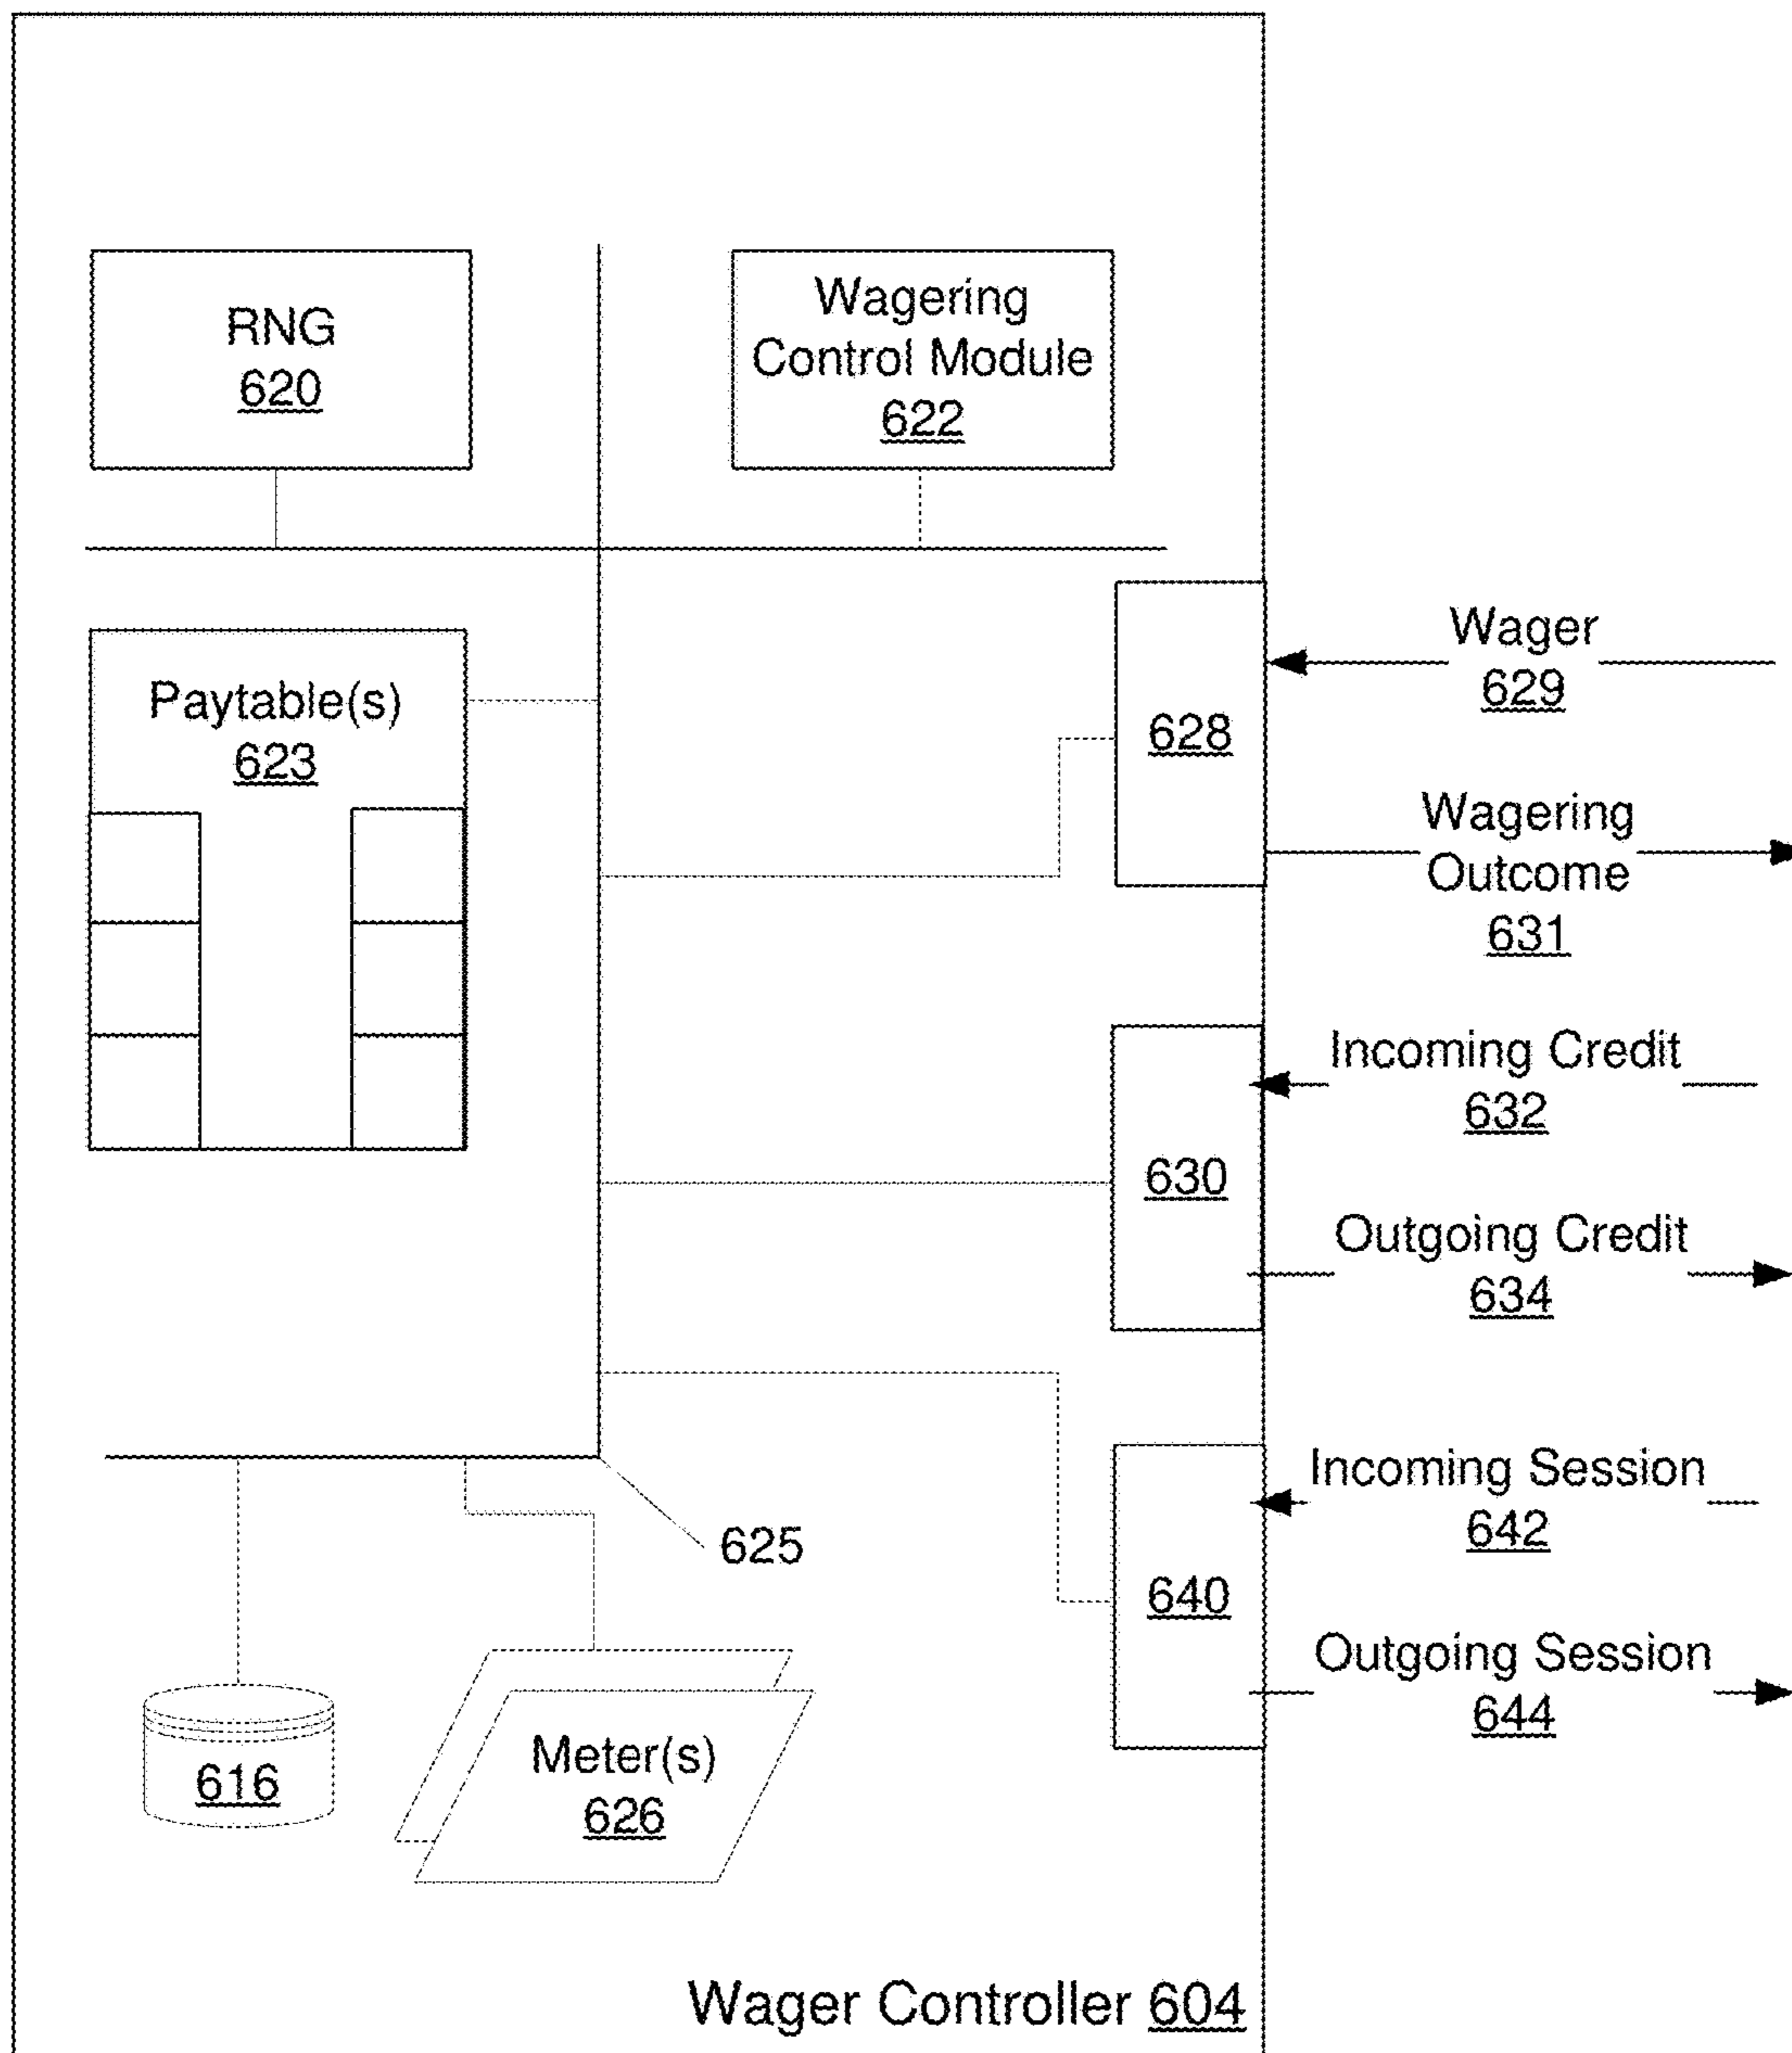 RNG
620
Wagering
Control Module
622
Paytable(s)
623
628
Wager
629
Wagering
Outcome
631
630
Incoming Credit
632
Outgoing Credit
634
625
640
Incoming Session
642
Outgoing Session
644
616
Meter(s)
626
Wager Controller 604